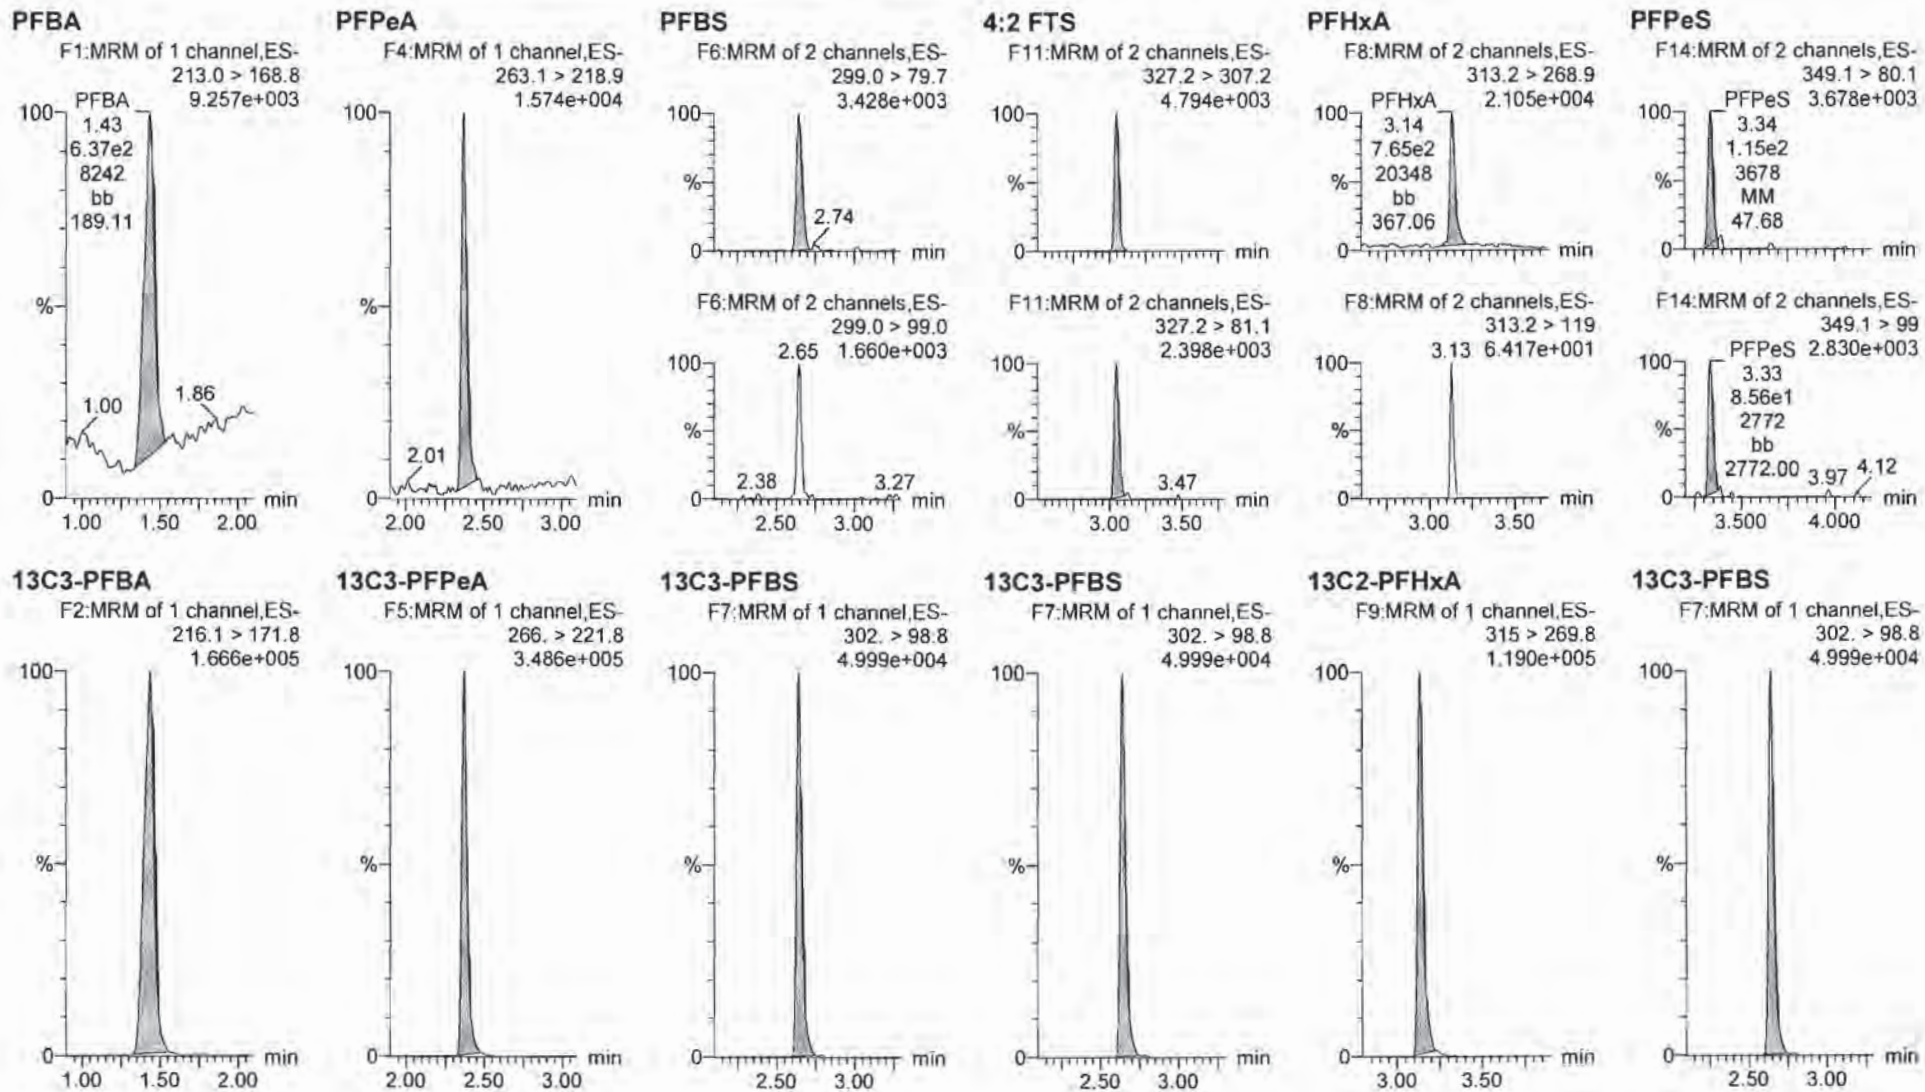 PFBA
F1:MRM of 1 channel,ES-
213.0 > 168.8
9.257e+003
100
PFBA
1.43
6.37e2
8242
bb
189.11
%
1.00
1.86
0
min
1.00 1.50 2.00
PFPeA
F4:MRM of 1 channel,ES-
263.1 > 218.9
1.574e+004
100
%
2.01
0
min
2.00 2.50 3.00
PFBS
F6:MRM of 2 channels,ES-
299.0 > 79.7
3.428e+003
100
%
2.74
0
min
F6:MRM of 2 channels,ES-
299.0 > 99.0
2.65 1.660e+003
100
%
2.38
3.27
0
min
2.50 3.00
4:2 FTS
F11:MRM of 2 channels,ES-
327.2 > 307.2
4.794e+003
100
%
0
min
F11:MRM of 2 channels,ES-
327.2 > 81.1
2.398e+003
100
%
3.47
0
min
3.00 3.50
PFHxA
F8:MRM of 2 channels,ES-
313.2 > 268.9
2.105e+004
100
PFHxA
3.14
7.65e2
20348
bb
367.06
%
0
min
F8:MRM of 2 channels,ES-
313.2 > 119
3.13 6.417e+001
100
%
0
min
3.00 3.50
PFPeS
F14:MRM of 2 channels,ES-
349.1 > 80.1
3.678e+003
100
PFPeS
3.34
1.15e2
3678
MM
47.68
%
0
min
F14:MRM of 2 channels,ES-
349.1 > 99
2.830e+003
100
PFPeS
3.33
8.56e1
2772
bb
2772.00
%
3.97
4.12
0
min
3.500 4.000
13C3-PFBA
F2:MRM of 1 channel,ES-
216.1 > 171.8
1.666e+005
100
%
0
min
1.00 1.50 2.00
13C3-PFPeA
F5:MRM of 1 channel,ES-
266. > 221.8
3.486e+005
100
%
0
min
2.00 2.50 3.00
13C3-PFBS
F7:MRM of 1 channel,ES-
302. > 98.8
4.999e+004
100
%
0
min
2.50 3.00
13C3-PFBS
F7:MRM of 1 channel,ES-
302. > 98.8
4.999e+004
100
%
0
min
2.50 3.00
13C2-PFHxA
F9:MRM of 1 channel,ES-
315 > 269.8
1.190e+005
100
%
0
min
3.00 3.50
13C3-PFBS
F7:MRM of 1 channel,ES-
302. > 98.8
4.999e+004
100
%
0
min
2.50 3.00